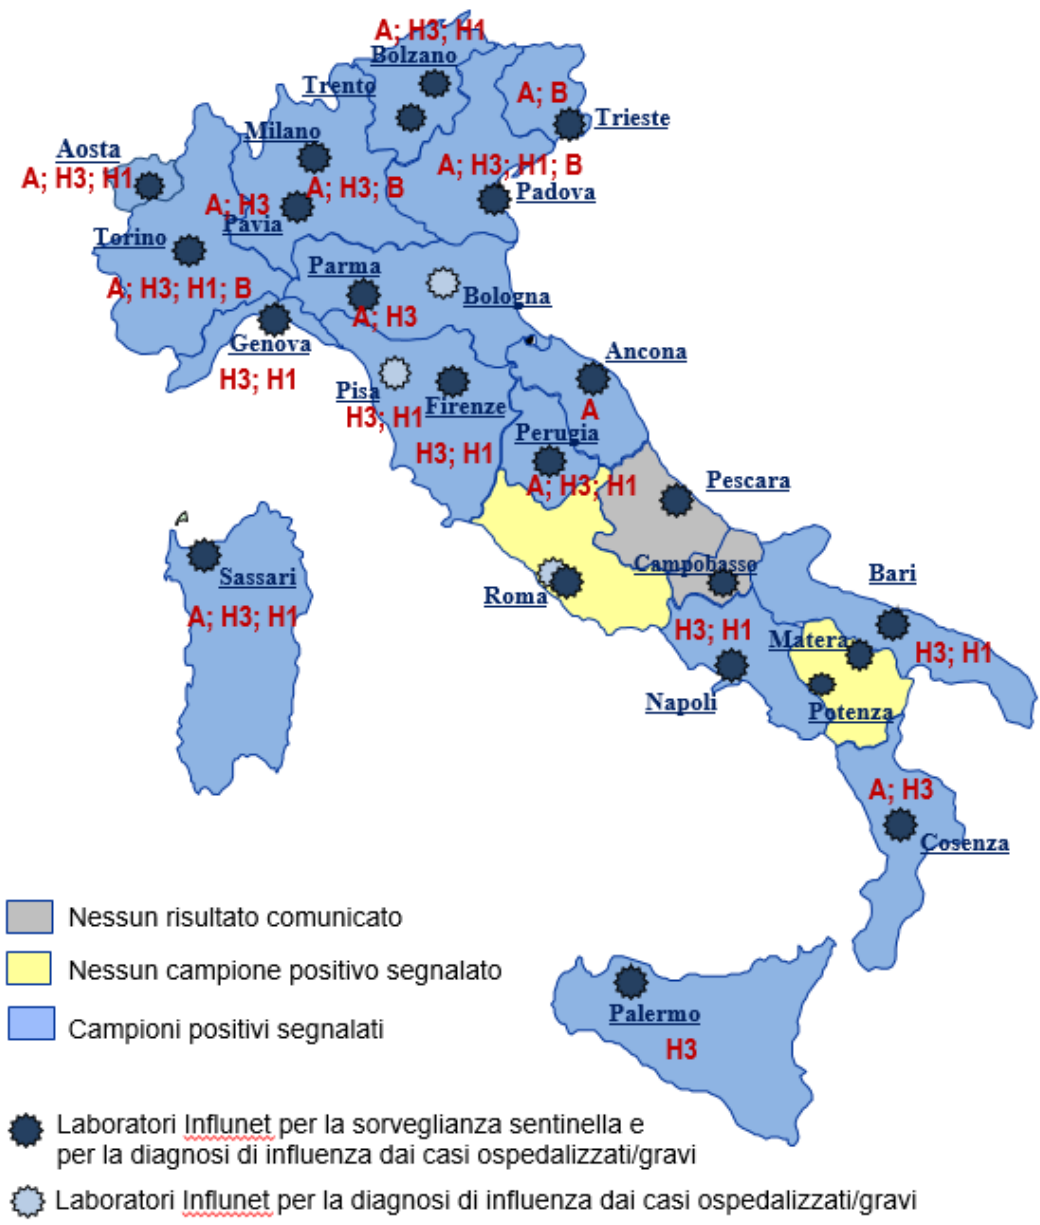 A; H3; H1
Bolzano
Trento
A; B
Trieste
Milano
Aosta
A; H3; H1
A; H3; H1; B
Padova
A; H3; B
A; H3
Pavia
Torino
A; H3; H1; B
Parma
Bologna
A; H3
Genova
H3; H1
Ancona
A
Pisa
Firenze
H3; H1
H3; H1
Perugia
A; H3; H1
Pescara
Campobasso
Roma
Sassari
A; H3; H1
Bari
H3; H1
H3; H1
Matera
Napoli
Potenza
A; H3
Cosenza
Nessun risultato comunicato
Nessun campione positivo segnalato
Campioni positivi segnalati
Palermo
H3
Laboratori Influnet per la sorveglianza sentinella e
per la diagnosi di influenza dai casi ospedalizzati/gravi
Laboratori Influnet per la diagnosi di influenza dai casi ospedalizzati/gravi